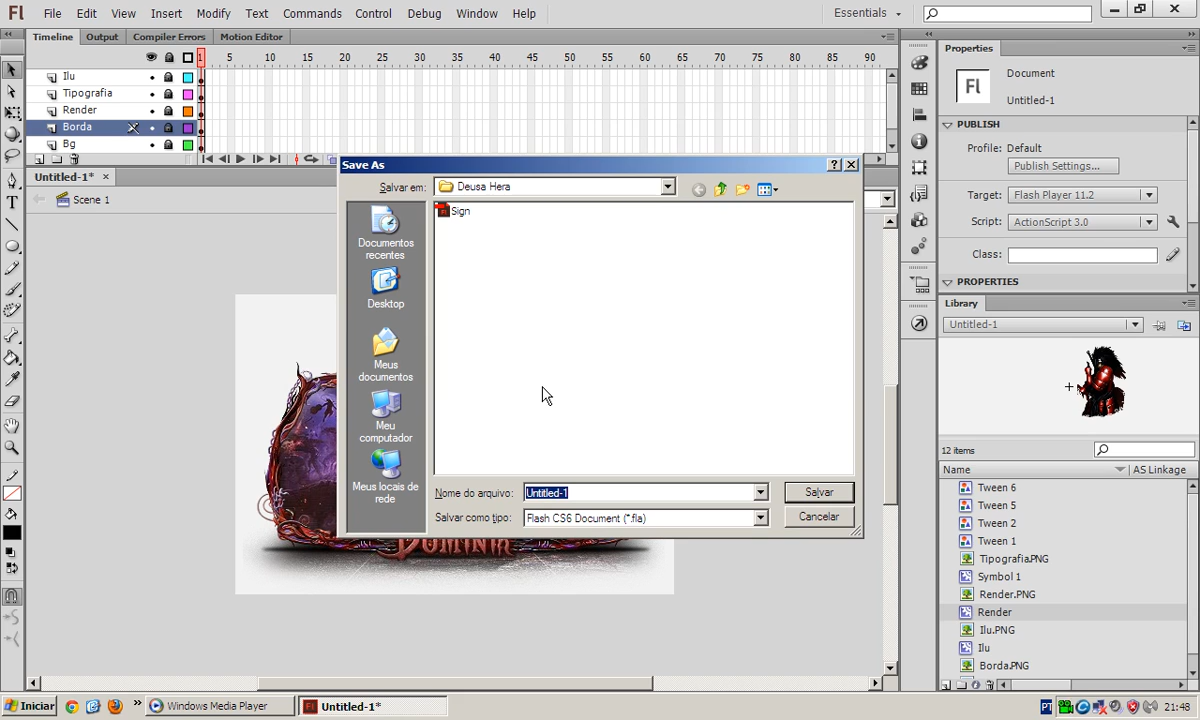 Fl File Edit View Insert Modify Text Commands Control Debug Window Help Essentials
Timeline Output Compiler Errors Motion Editor
1 5 10 15 20 25 30 35 40 45 50 55 60 65 70 75 80 85 90
Ilu
Tipografia
Render
Borda
Bg
Untitled-1* ×
Scene 1
Save As
Salvar em: Deusa Hera
Sign
Documentos recentes
Desktop
Meus documentos
Meu computador
Meus locais de rede
Nome do arquivo: Untitled-1 Salvar
Salvar como tipo: Flash CS6 Document (*.fla) Cancelar
Properties
Fl Document
Untitled-1
PUBLISH
Profile: Default
Publish Settings...
Target: Flash Player 11.2
Script: ActionScript 3.0
Class:
PROPERTIES
Library
Untitled-1
12 items
Name AS Linkage
Tween 6
Tween 5
Tween 2
Tween 1
Tipografia.PNG
Symbol 1
Render.PNG
Render
Ilu.PNG
Ilu
Borda.PNG
Iniciar Windows Media Player Fl Untitled-1* PT 21:48